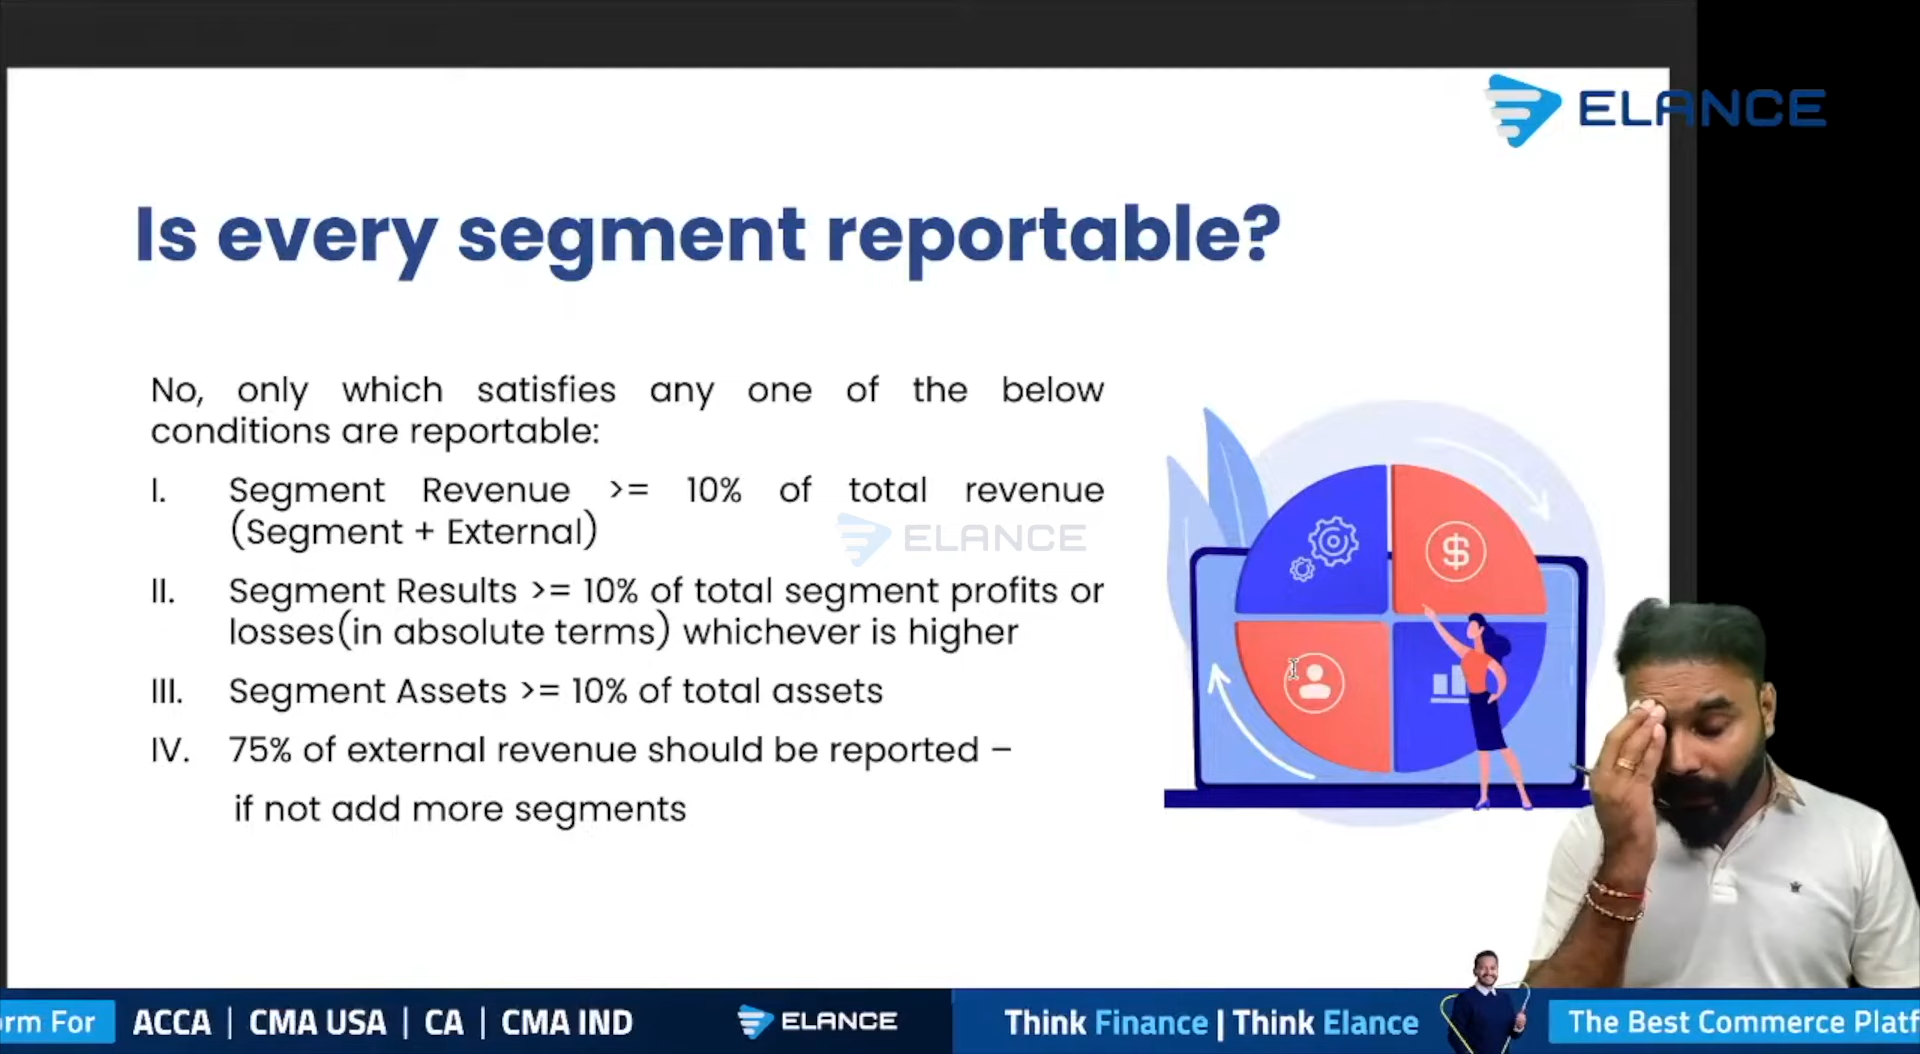 ELANCE
Is every segment reportable?
No, only which satisfies any one of the below
conditions are reportable:
I. Segment Revenue >= 10% of total revenue
(Segment + External)
ELANCE
II. Segment Results >= 10% of total segment profits or
losses(in absolute terms) whichever is higher
III. Segment Assets >= 10% of total assets
IV. 75% of external revenue should be reported –
if not add more segments
$
For ACCA | CMA USA | CA | CMA IND ELANCE Think Finance | Think Elance The Best Commerce